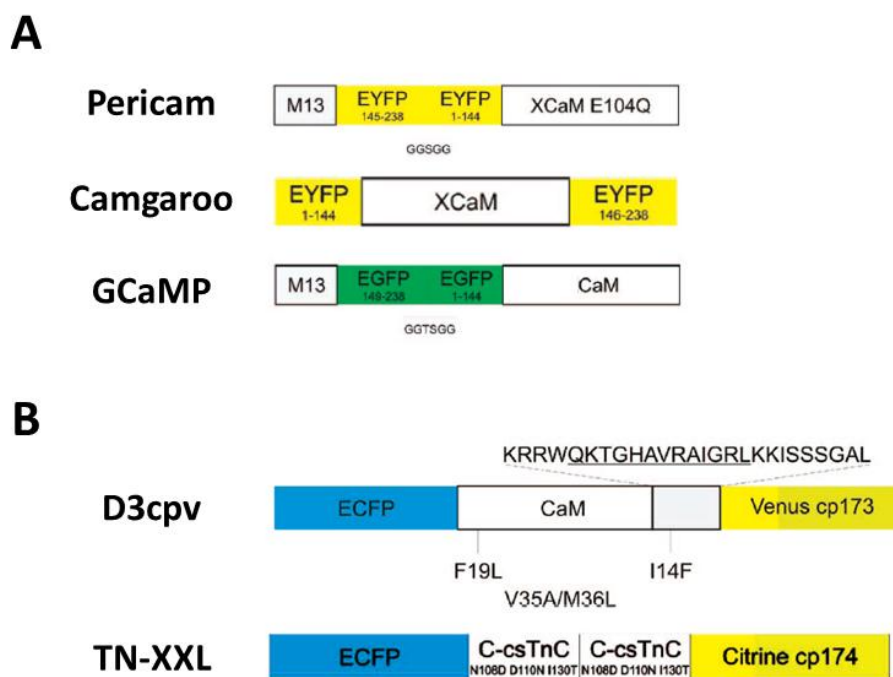 A
Pericam
M13 EYFP 145-238 EYFP 1-144 XCaM E104Q
GGSGG
Camgaroo
EYFP 1-144 XCaM EYFP 146-238
GCaMP
M13 EGFP 149-238 EGFP 1-144 CaM
GGTSGG
B
KRRWQKTGHAVRAIGRLKKISSSGAL
D3cpv
ECFP CaM Venus cp173
F19L I14F
V35A/M36L
TN-XXL
ECFP C-csTnC N108D D110N I130T C-csTnC N108D D110N I130T Citrine cp174